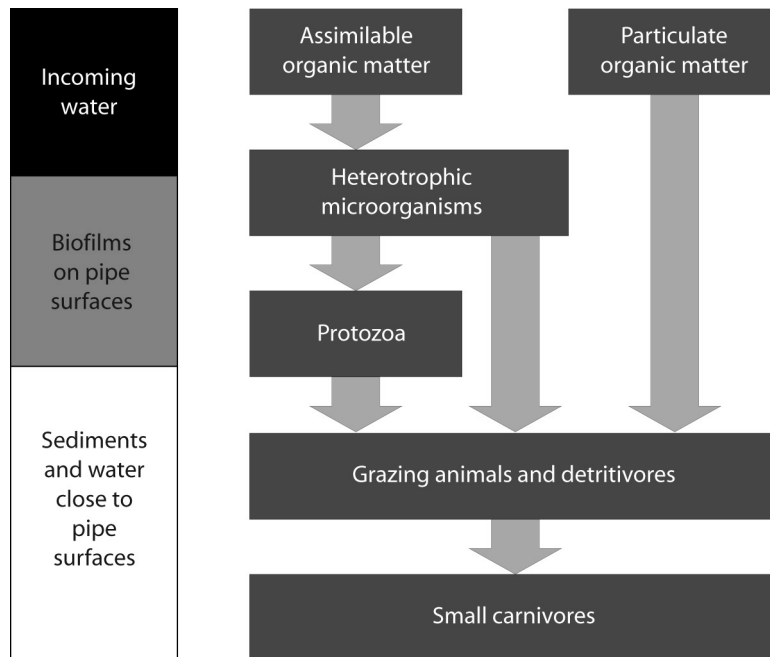 Incoming
water
Biofilms
on pipe
surfaces
Sediments
and water
close to
pipe
surfaces
Assimilable
organic matter
Particulate
organic matter
Heterotrophic
microorganisms
Protozoa
Grazing animals and detritivores
Small carnivores